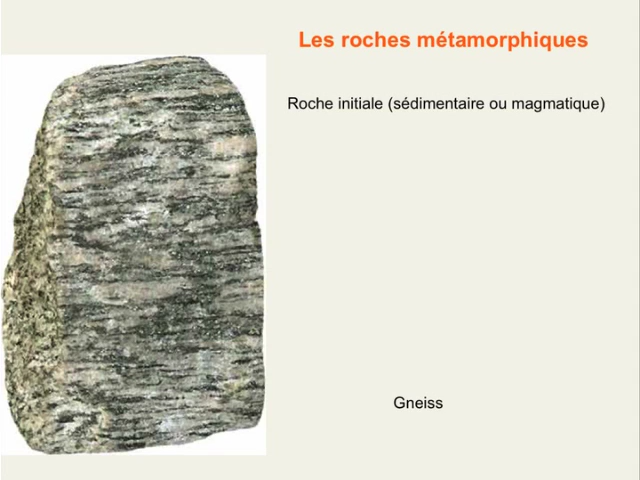 Les roches métamorphiques
Roche initiale (sédimentaire ou magmatique)
Gneiss